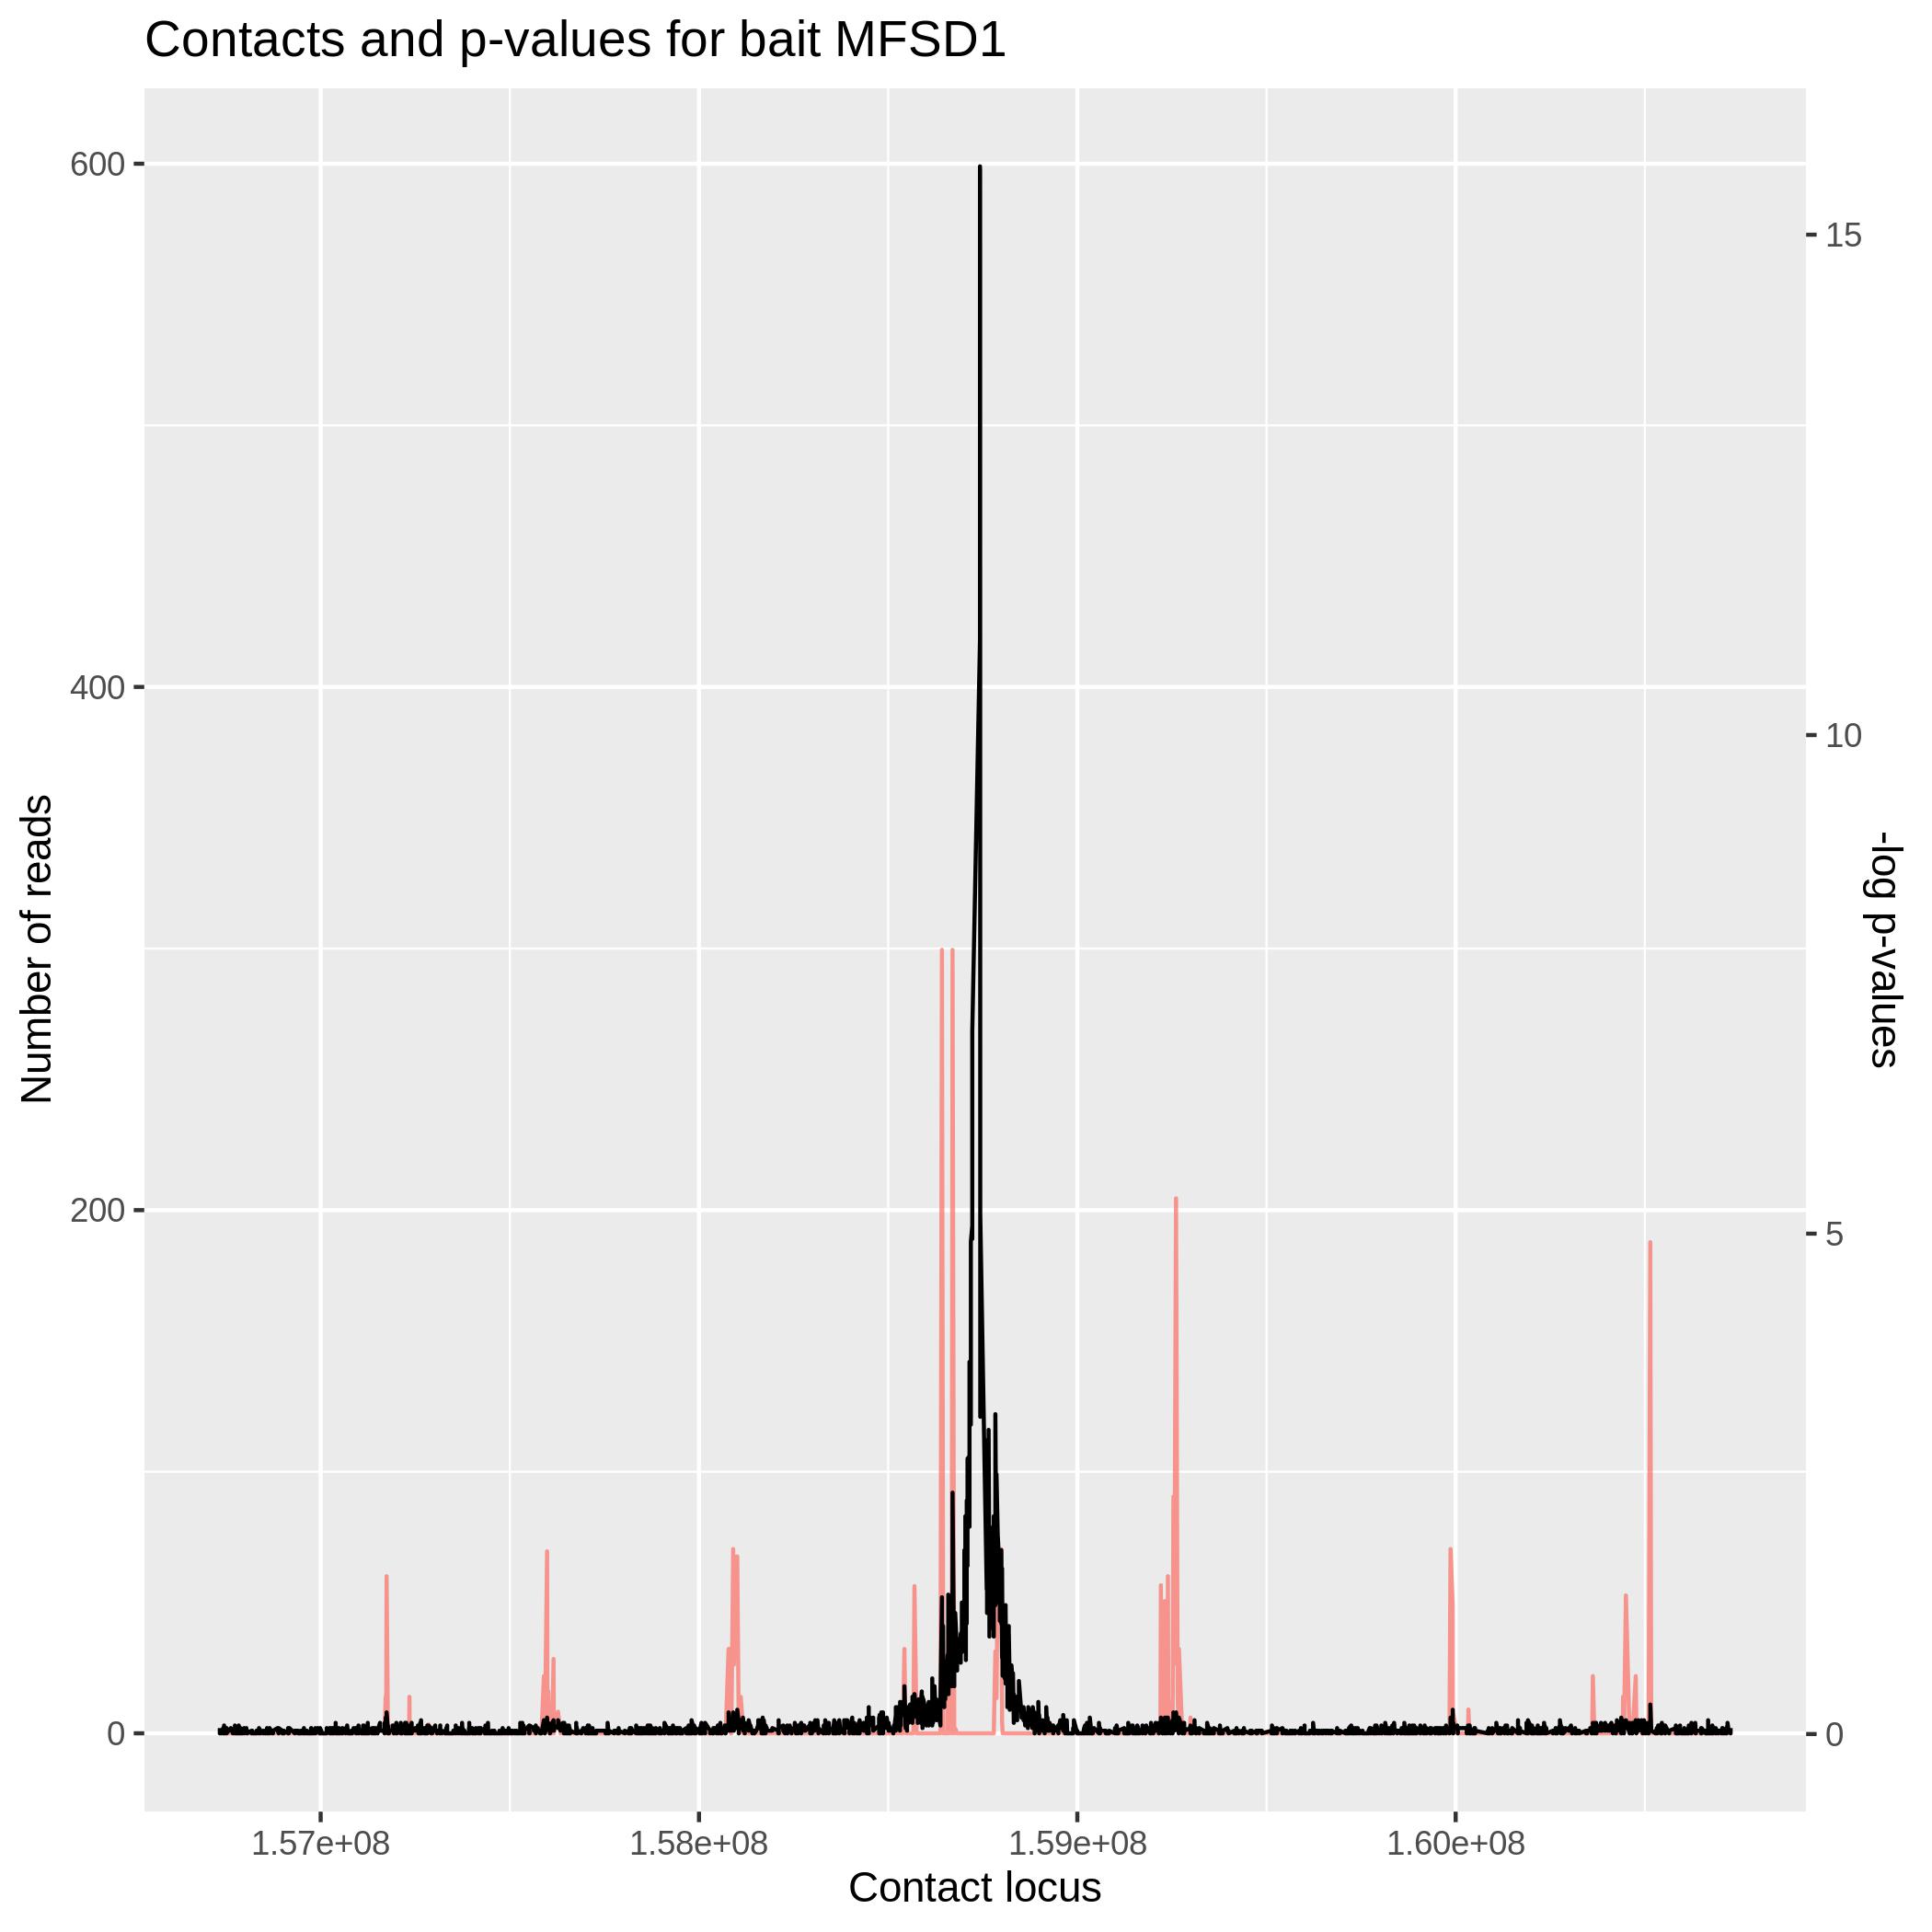 Contacts and p-values for bait MFSD1
600
400
200
0
Number of reads
15
10
5
0
-log p-values
1.57e+08
1.58e+08
1.59e+08
1.60e+08
Contact locus